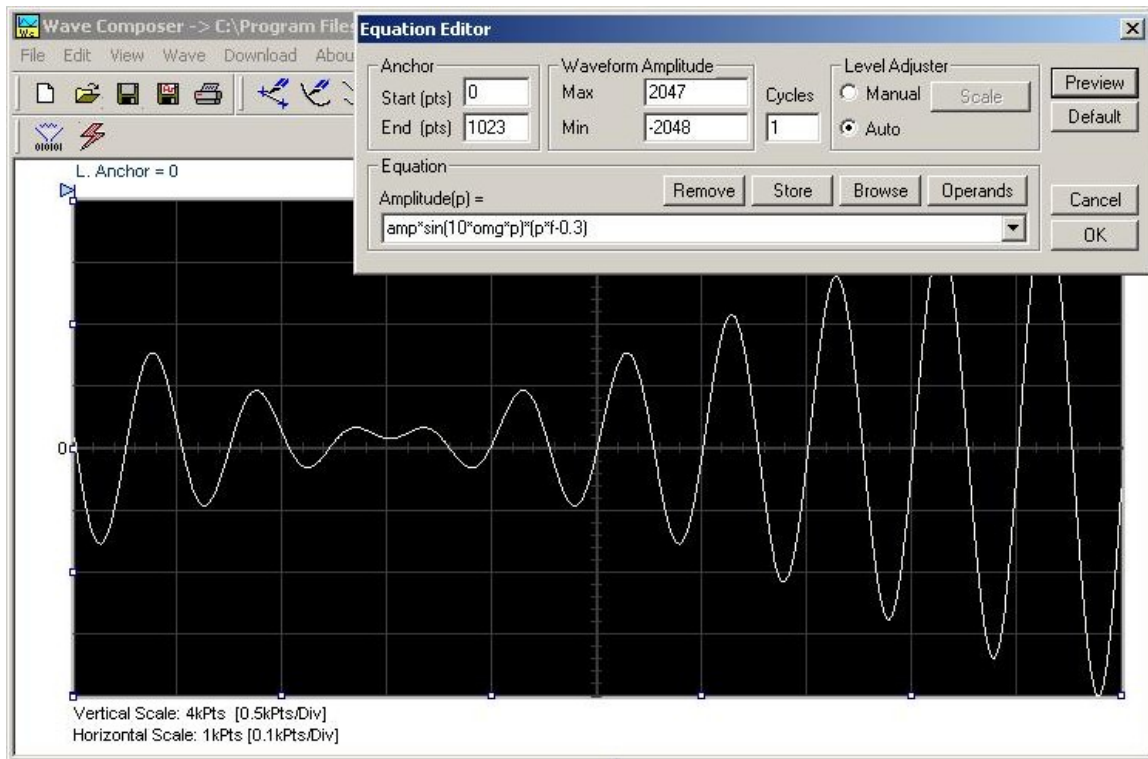 Wave Composer -> C:\Program Files
File Edit View Wave Download Abou
Equation Editor
Anchor
Start (pts) 0
End (pts) 1023
Waveform Amplitude
Max 2047
Min -2048
Cycles
1
Level Adjuster
Manual
Scale
Auto
Preview
Default
Equation
Amplitude(p) =
Remove Store Browse Operands
amp*sin(10*omg*p)*(p*f-0.3)
Cancel
OK
L. Anchor = 0
0
Vertical Scale: 4kPts [0.5kPts/Div]
Horizontal Scale: 1kPts [0.1kPts/Div]